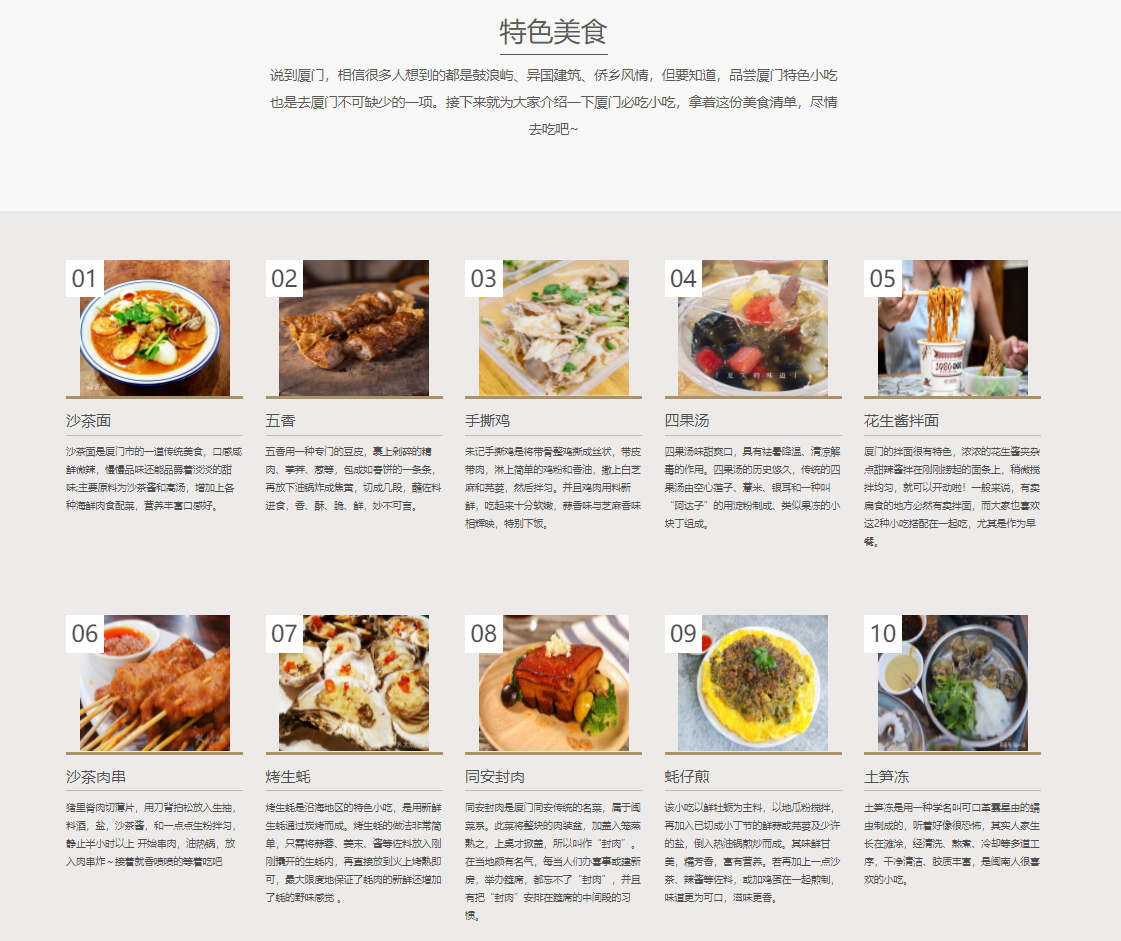 特色美食
说到厦门，相信很多人想到的都是鼓浪屿、异国建筑、侨乡风情，但要知道，品尝厦门特色小吃
也是去厦门不可缺少的一项。接下来就为大家介绍一下厦门必吃小吃，拿着这份美食清单，尽情
去吃吧~
01
沙茶面
沙茶面是厦门市的一道传统美食，口感咸
鲜微辣，慢慢品味还能品曩着淡淡的甜
味;主要原料为沙茶酱和高汤，增加上各
种海鲜肉食配菜，营养丰富口感好。
02
五香
五香用一种专门的豆皮，裹上剁碎的精
肉、荸荠、葱等，包成如春饼的一条条，
再放下油锅炸成焦黄，切成几段，蘸佐料
进食，香、酥、脆、鲜，妙不可言。
03
手撕鸡
朱记手撕鸡是将带骨整鸡撕成丝状，带皮
带肉，淋上简单的鸡粉和香油，撒上白芝
麻和芫荽，然后拌匀。并且鸡肉用料新
鲜，吃起来十分软嫩，蒜香味与芝麻香味
相辉映，特别下饭。
04
夏天的味道
四果汤
四果汤味甜爽口，具有祛暑降温、清凉解
毒的作用。四果汤的历史悠久，传统的四
果汤由空心莲子、薏米、银耳和一种叫
“阿达子”的用淀粉制成、类似果冻的小
块丁组成。
05
1980
花生酱拌面
厦门的拌面很有特色，浓浓的花生酱夹杂
点甜辣酱拌在刚刚捞起的面条上，稍微搅
拌均匀，就可以开动啦！一般来说，有卖
扁食的地方必然有卖拌面，而大家也喜欢
这2种小吃搭配在一起吃，尤其是作为早
餐。
06
沙茶肉串
猪里脊肉切薄片，用刀背拍松放入生抽，
料酒，盐，沙茶酱，和一点点生粉拌匀，
静止半小时以上 开始串肉，油热锅，放
入肉串炸~接着就香喷喷的等着吃吧
07
烤生蚝
烤生蚝是沿海地区的特色小吃，是用新鲜
生蚝通过炭烤而成。烤生蚝的做法非常简
单，只需将蒜蓉、姜末、酱等佐料放入刚
刚撬开的生蚝内，再直接放到火上烤熟即
可，最大限度地保证了蚝肉的新鲜还增加
了蚝的野味感觉 。
08
同安封肉
同安封肉是厦门同安传统的名菜，属于闽
菜系。此菜将整块的肉装盆，加盖入笼蒸
熟之，上桌才掀盖，所以叫作“封肉”。
在当地颇有名气，每当人们办喜事或建新
房，举办筵席，都忘不了“封肉”，并且
有把“封肉”安排在筵席的中间段的习
惯。
09
蚝仔煎
该小吃以鲜牡蛎为主料，以地瓜粉搅拌，
再加入已切成小丁节的鲜蒜或芫荽及少许
的盐，倒入热油锅煎炒而成。其味鲜甘
美，糯芳香，富有营养。若再加上一点沙
茶、辣酱等佐料，或加鸡蛋在一起煎制，
味道更为可口，滋味更香。
10
土笋冻
土笋冻是用一种学名叫可口革囊星虫的蠕
虫制成的，听着好像很恐怖，其实人家生
长在滩涂，经清洗、熬煮、冷却等多道工
序，干净清洁、胶质丰富，是闽南人很喜
欢的小吃。